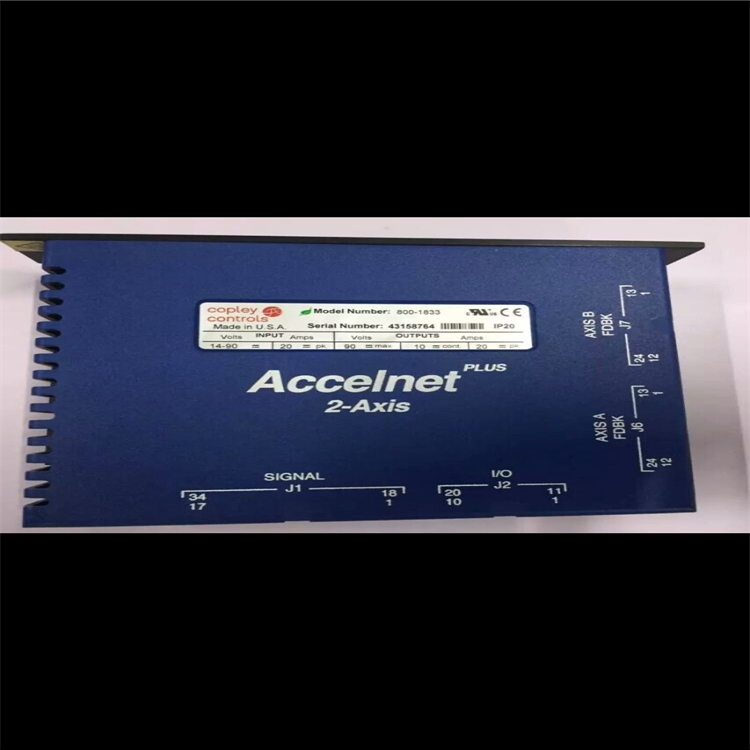 copley
controls
Made in U.S.A.
Model Number: 800-1833
Serial Number: 43158764
c UL us CE
IP20
INPUT OUTPUTS
Volts Amps Volts Amps
14-90 ⎓ 20 ⎓ pk 90 ⎓ max 10 ⎓ cont. 20 ⎓ pk
Accelnet PLUS
2-Axis
SIGNAL
J1
34 18
17 1
I/O
J2
20 11
10 1
AXIS B
FDBK
J7
24 13
12 1
AXIS A
FDBK
J6
24 13
12 1